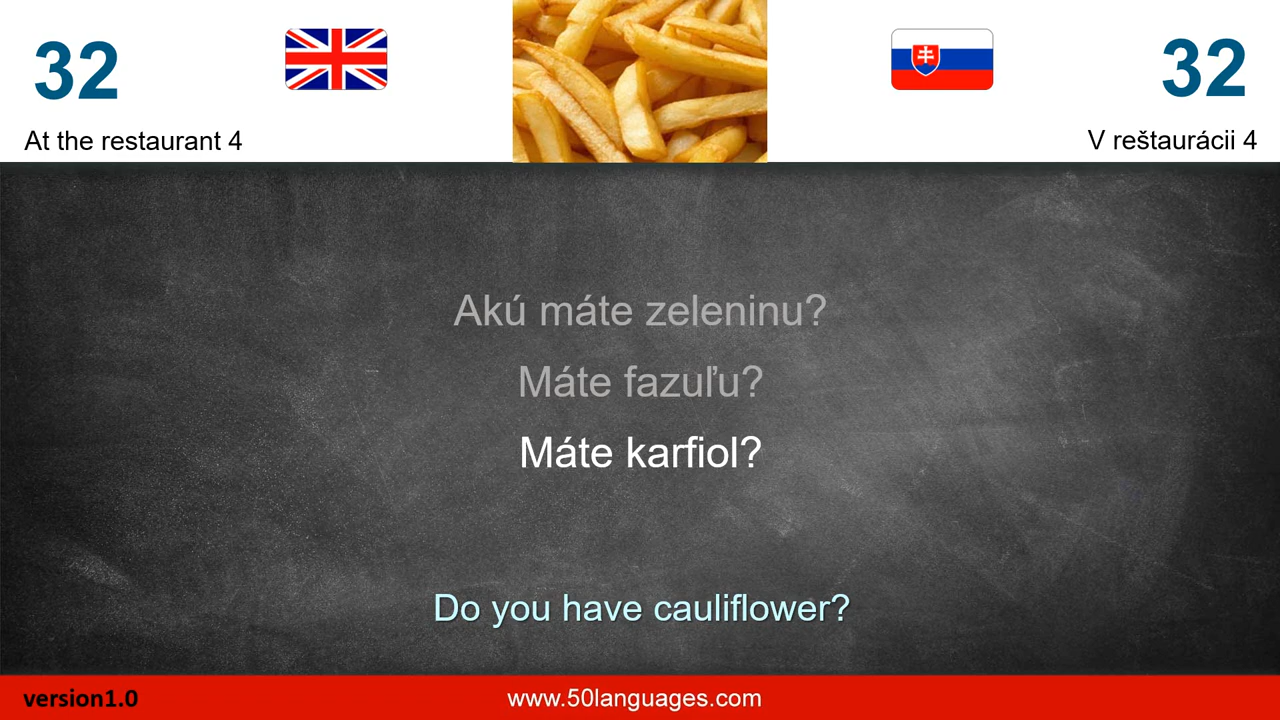 32
32
At the restaurant 4
V reštaurácii 4
Akú máte zeleninu?
Máte fazuľu?
Máte karfiol?
Do you have cauliflower?
version1.0
www.50languages.com